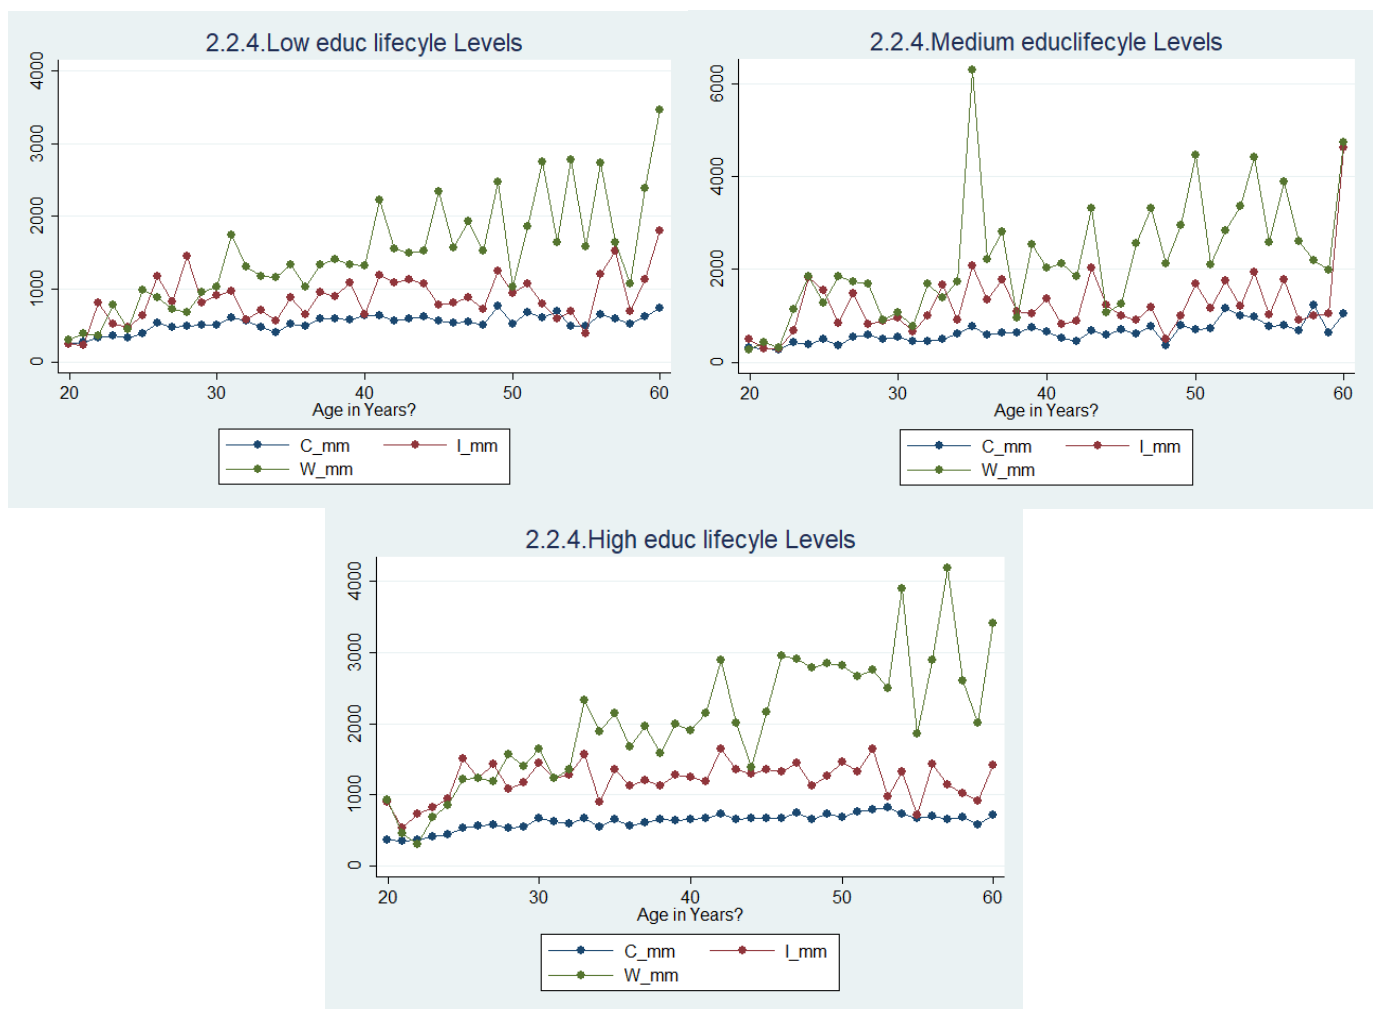 2.2.4.Low educ lifecyle Levels
4000
3000
2000
1000
0
20 30 40 50 60
Age in Years?
C_mm I_mm
W_mm
2.2.4.Medium educlifecyle Levels
6000
4000
2000
0
20 30 40 50 60
Age in Years?
C_mm I_mm
W_mm
2.2.4.High educ lifecyle Levels
4000
3000
2000
1000
0
20 30 40 50 60
Age in Years?
C_mm I_mm
W_mm